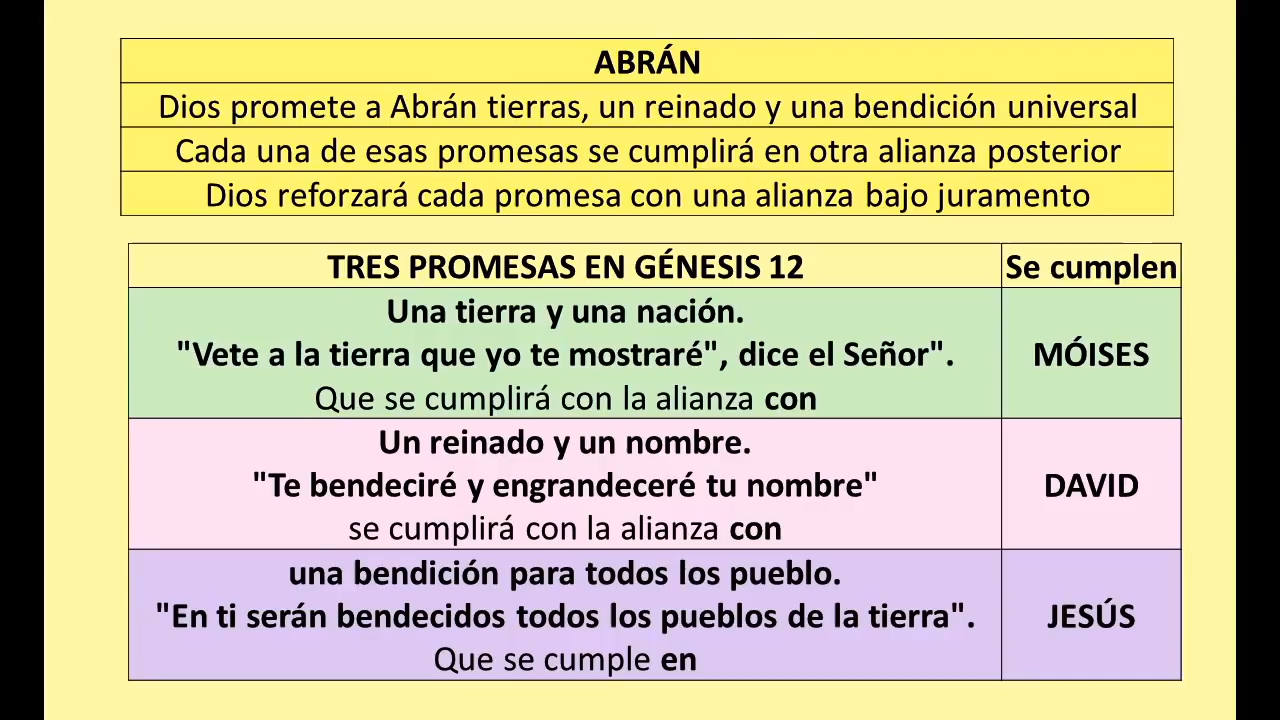 ABRÁN
Dios promete a Abrán tierras, un reinado y una bendición universal
Cada una de esas promesas se cumplirá en otra alianza posterior
Dios reforzará cada promesa con una alianza bajo juramento
TRES PROMESAS EN GÉNESIS 12 Se cumplen
Una tierra y una nación.
"Vete a la tierra que yo te mostraré", dice el Señor". MÓISES
Que se cumplirá con la alianza con
Un reinado y un nombre.
"Te bendeciré y engrandeceré tu nombre" DAVID
se cumplirá con la alianza con
una bendición para todos los pueblo.
"En ti serán bendecidos todos los pueblos de la tierra". JESÚS
Que se cumple en